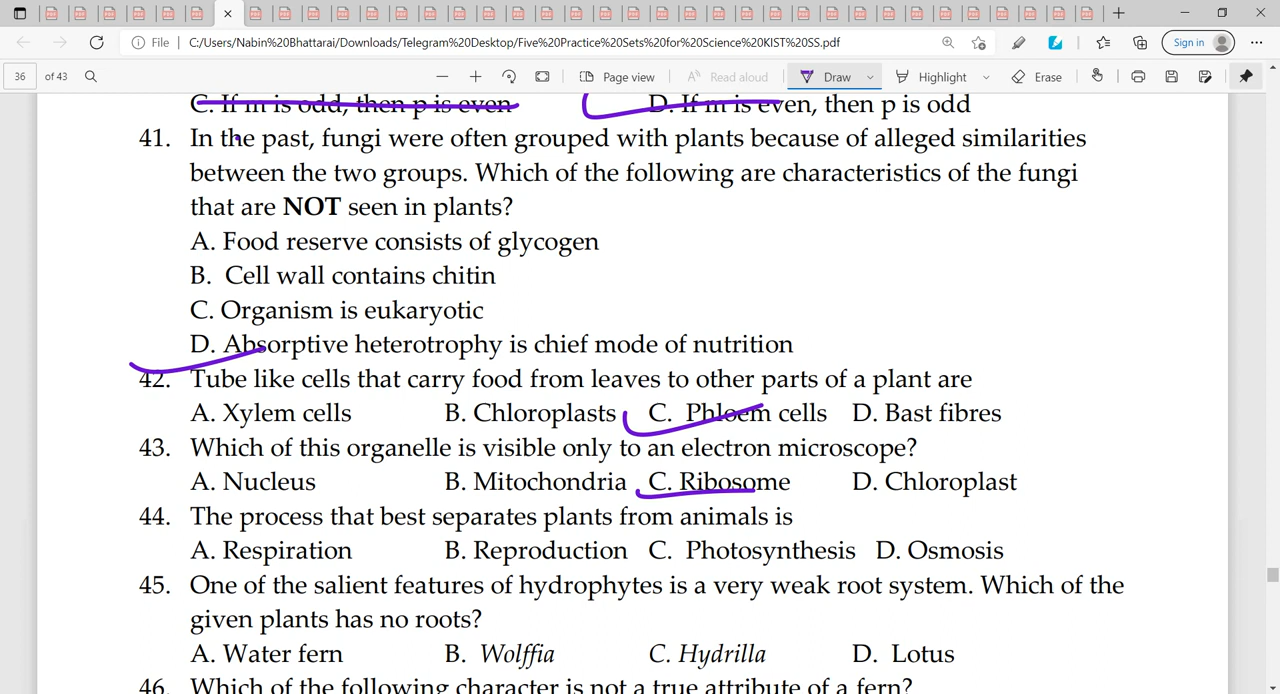 File | C:/Users/Nabin%20Bhattarai/Downloads/Telegram%20Desktop/Five%20Practice%20Sets%20for%20Science%20KIST%20SS.pdf
Sign in
36 of 43
Page view
Read aloud
Draw
Highlight
Erase
C. If m is odd, then p is even D. If m is even, then p is odd
41. In the past, fungi were often grouped with plants because of alleged similarities
between the two groups. Which of the following are characteristics of the fungi
that are NOT seen in plants?
A. Food reserve consists of glycogen
B. Cell wall contains chitin
C. Organism is eukaryotic
D. Absorptive heterotrophy is chief mode of nutrition
42. Tube like cells that carry food from leaves to other parts of a plant are
A. Xylem cells B. Chloroplasts C. Phloem cells D. Bast fibres
43. Which of this organelle is visible only to an electron microscope?
A. Nucleus B. Mitochondria C. Ribosome D. Chloroplast
44. The process that best separates plants from animals is
A. Respiration B. Reproduction C. Photosynthesis D. Osmosis
45. One of the salient features of hydrophytes is a very weak root system. Which of the
given plants has no roots?
A. Water fern B. Wolffia C. Hydrilla D. Lotus
46. Which of the following character is not a true attribute of a fern?